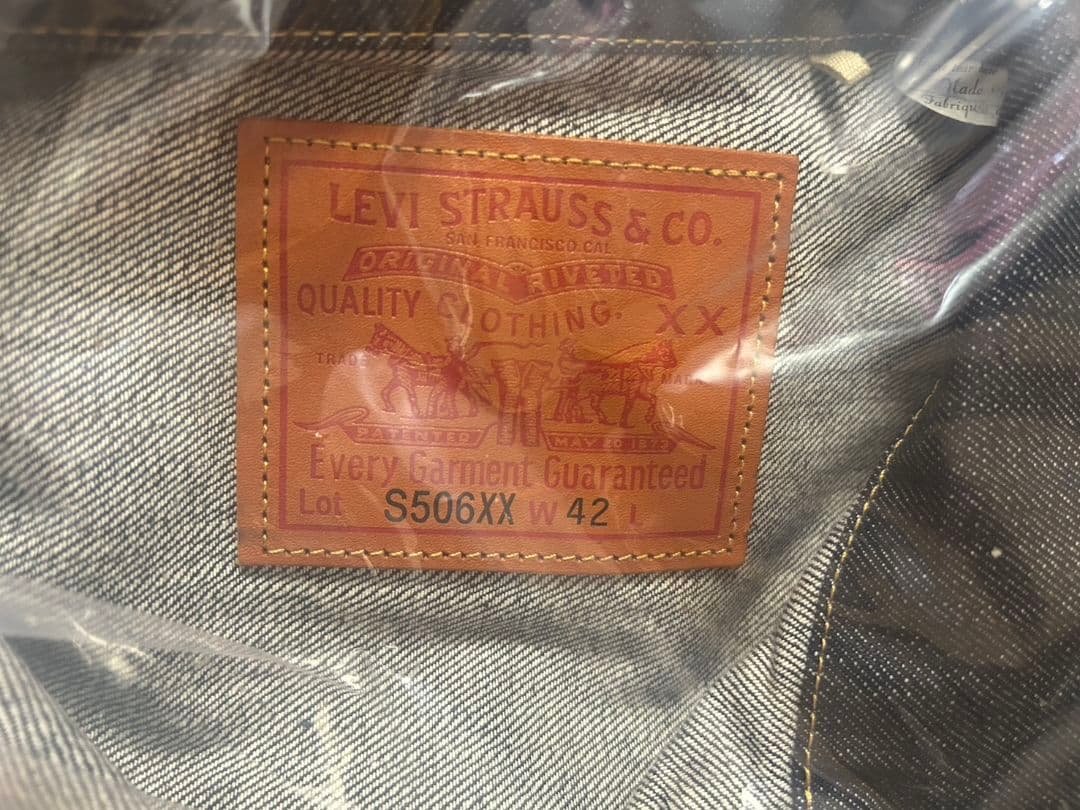 LEVI STRAUSS & CO.
SAN FRANCISCO CAL
ORIGINAL RIVETED
QUALITY CLOTHING. XX
TRADE MARK
PATENTED MAY 20 1873
Every Garment Guaranteed
Lot S506XX W 42 L
Fabriqu